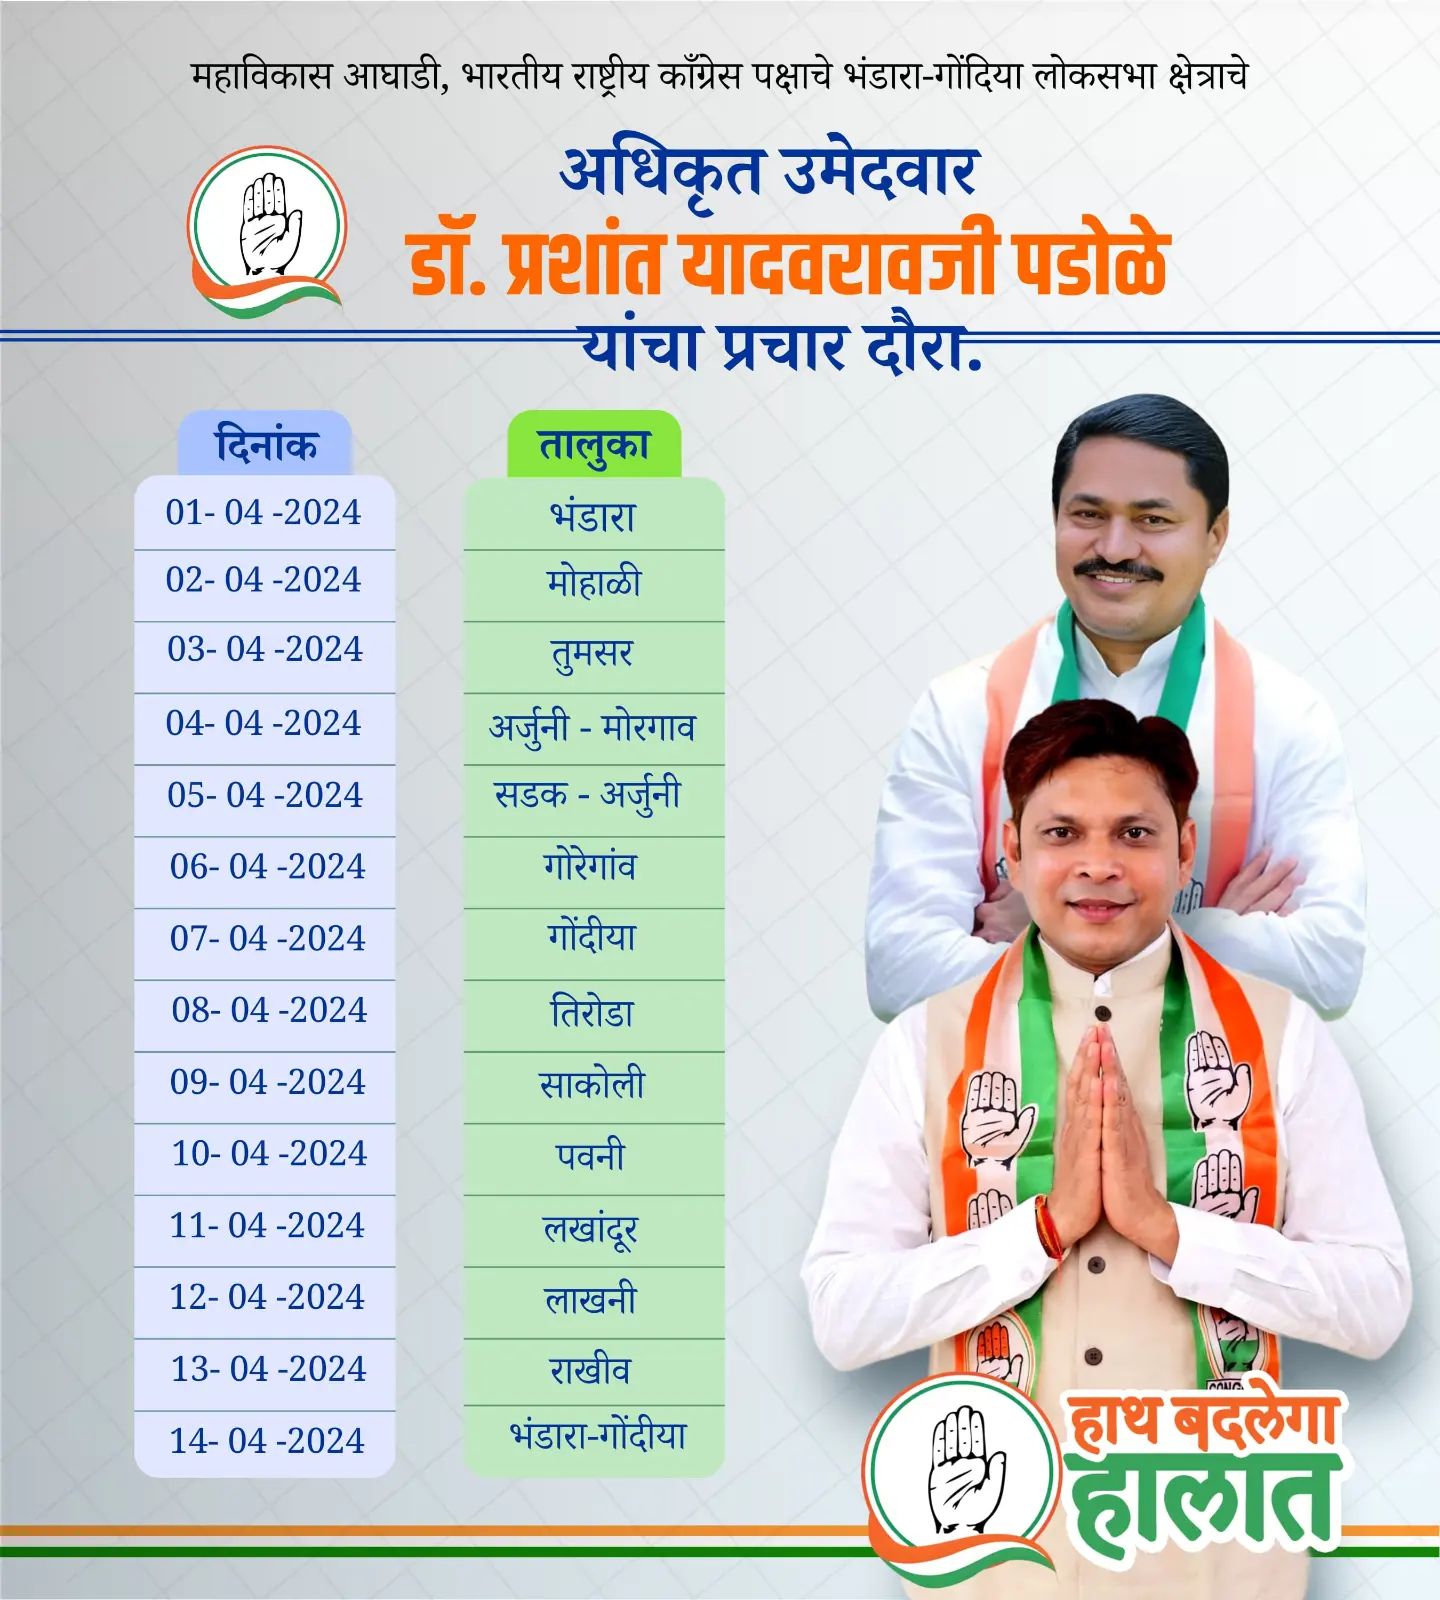 महाविकास आघाडी, भारतीय राष्ट्रीय काँग्रेस पक्षाचे भंडारा-गोंदिया लोकसभा क्षेत्राचे
अधिकृत उमेदवार
डॉ. प्रशांत यादवरावजी पडोळे
यांचा प्रचार दौरा.
दिनांक तालुका
01- 04 -2024 भंडारा
02- 04 -2024 मोहाळी
03- 04 -2024 तुमसर
04- 04 -2024 अर्जुनी - मोरगाव
05- 04 -2024 सडक - अर्जुनी
06- 04 -2024 गोरेगांव
07- 04 -2024 गोंदीया
08- 04 -2024 तिरोडा
09- 04 -2024 साकोली
10- 04 -2024 पवनी
11- 04 -2024 लखांदूर
12- 04 -2024 लाखनी
13- 04 -2024 राखीव
14- 04 -2024 भंडारा-गोंदीया
हाथ बदलेगा
हालात